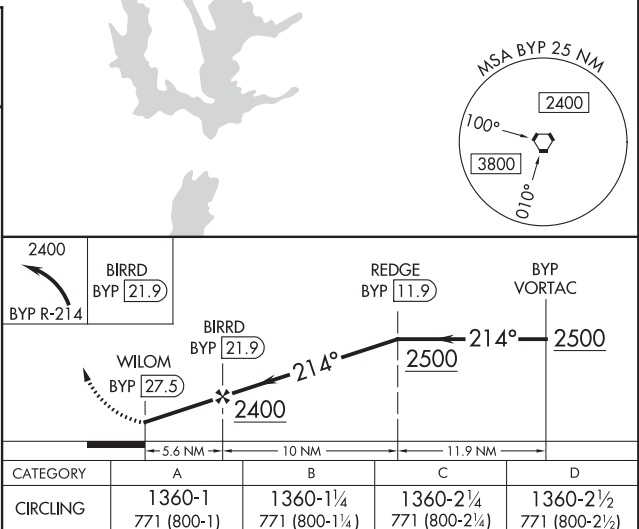 MSA BYP 25 NM
2400
100°
3800
010°
2400
BYP R-214
BIRRD
BYP 21.9
REDGE
BYP 11.9
BYP
VORTAC
BIRRD
BYP 21.9
WILOM
BYP 27.5
214°
2400
2500
214°
2500
5.6 NM
10 NM
11.9 NM
CATEGORY A B C D
CIRCLING 1360-1 1360-1¼ 1360-2¼ 1360-2½
771 (800-1) 771 (800-1¼) 771 (800-2¼) 771 (800-2½)